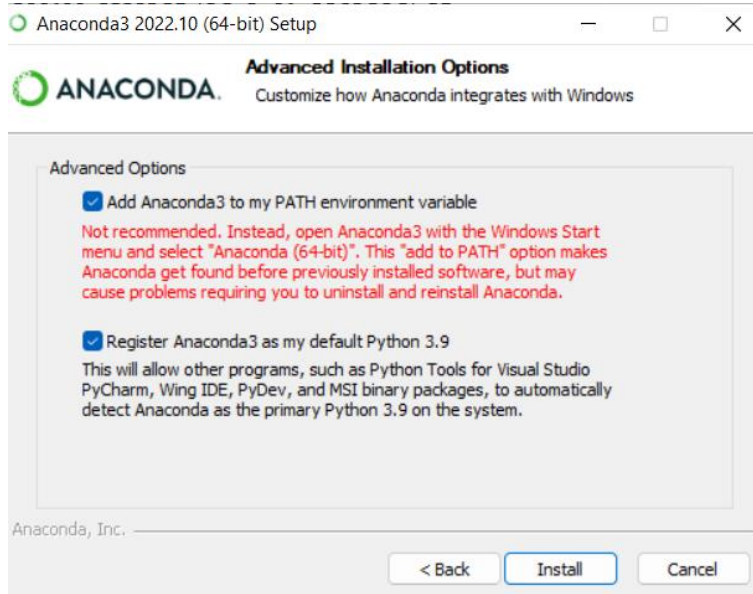 Anaconda3 2022.10 (64-bit) Setup
ANACONDA.
Advanced Installation Options
Customize how Anaconda integrates with Windows
Advanced Options
Add Anaconda3 to my PATH environment variable
Not recommended. Instead, open Anaconda3 with the Windows Start
menu and select "Anaconda (64-bit)". This "add to PATH" option makes
Anaconda get found before previously installed software, but may
cause problems requiring you to uninstall and reinstall Anaconda.
Register Anaconda3 as my default Python 3.9
This will allow other programs, such as Python Tools for Visual Studio
PyCharm, Wing IDE, PyDev, and MSI binary packages, to automatically
detect Anaconda as the primary Python 3.9 on the system.
Anaconda, Inc.
< Back
Install
Cancel